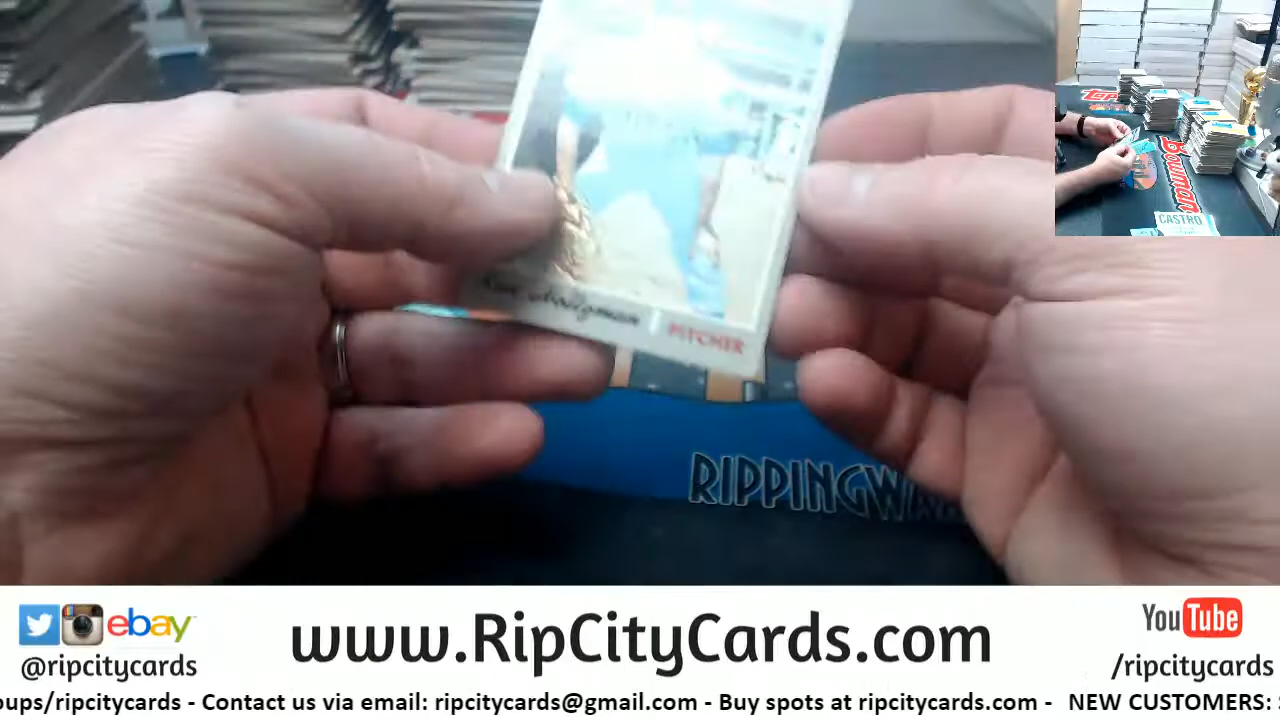 PITCHER
Bowman
CASTRO
RIPPINGWA
ebay
www.RipCityCards.com
YouTube
@ripcitycards
/ripcitycards
oups/ripcitycards - Contact us via email: ripcitycards@gmail.com - Buy spots at ripcitycards.com - NEW CUSTOMERS: